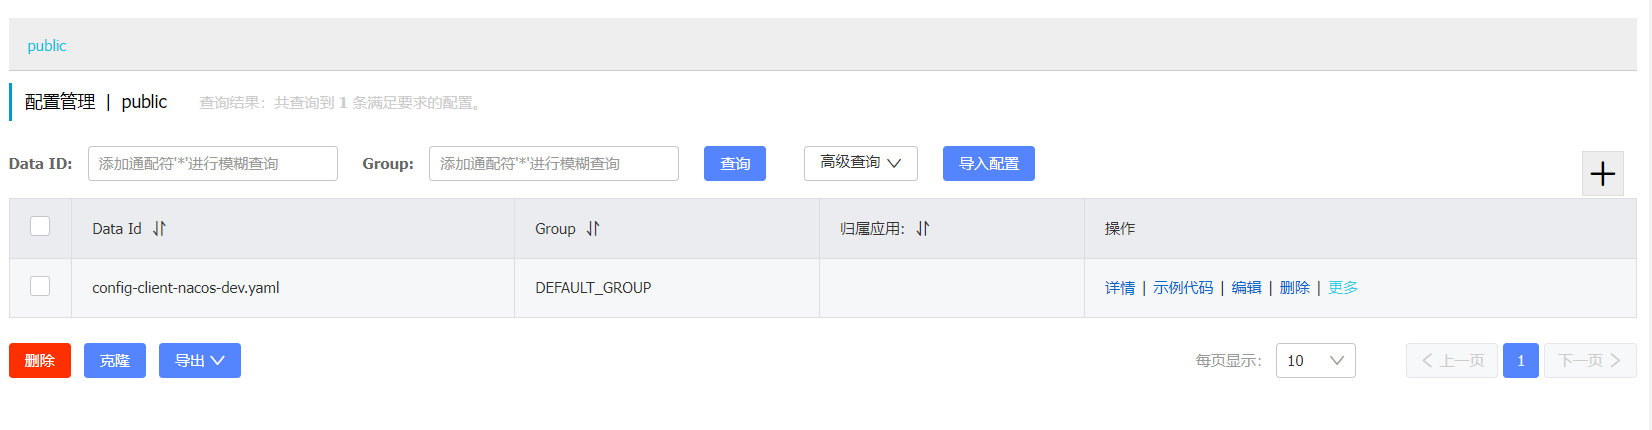 public
配置管理 | public 查询结果：共查询到 1 条满足要求的配置。
Data ID: 添加通配符'*'进行模糊查询 Group: 添加通配符'*'进行模糊查询 查询 高级查询 导入配置
Data Id Group 归属应用: 操作
config-client-nacos-dev.yaml DEFAULT_GROUP 详情 | 示例代码 | 编辑 | 删除 | 更多
删除 克隆 导出 每页显示: 10 上一页 1 下一页